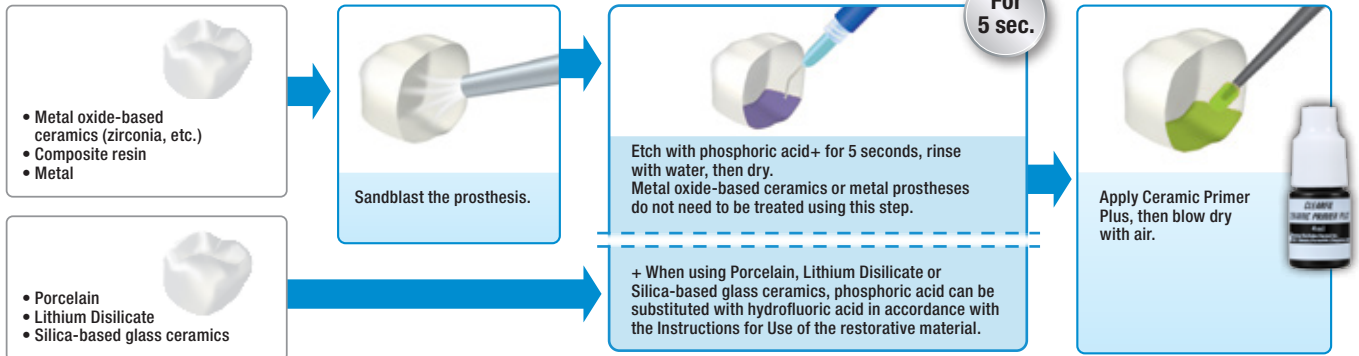 • Metal oxide-based
ceramics (zirconia, etc.)
• Composite resin
• Metal
Sandblast the prosthesis.
For
5 sec.
Etch with phosphoric acid+ for 5 seconds, rinse
with water, then dry.
Metal oxide-based ceramics or metal prostheses
do not need to be treated using this step.
Apply Ceramic Primer
Plus, then blow dry
with air.
CERAMIC PRIMER PLUS
• Porcelain
• Lithium Disilicate
• Silica-based glass ceramics
+ When using Porcelain, Lithium Disilicate or
Silica-based glass ceramics, phosphoric acid can be
substituted with hydrofluoric acid in accordance with
the Instructions for Use of the restorative material.